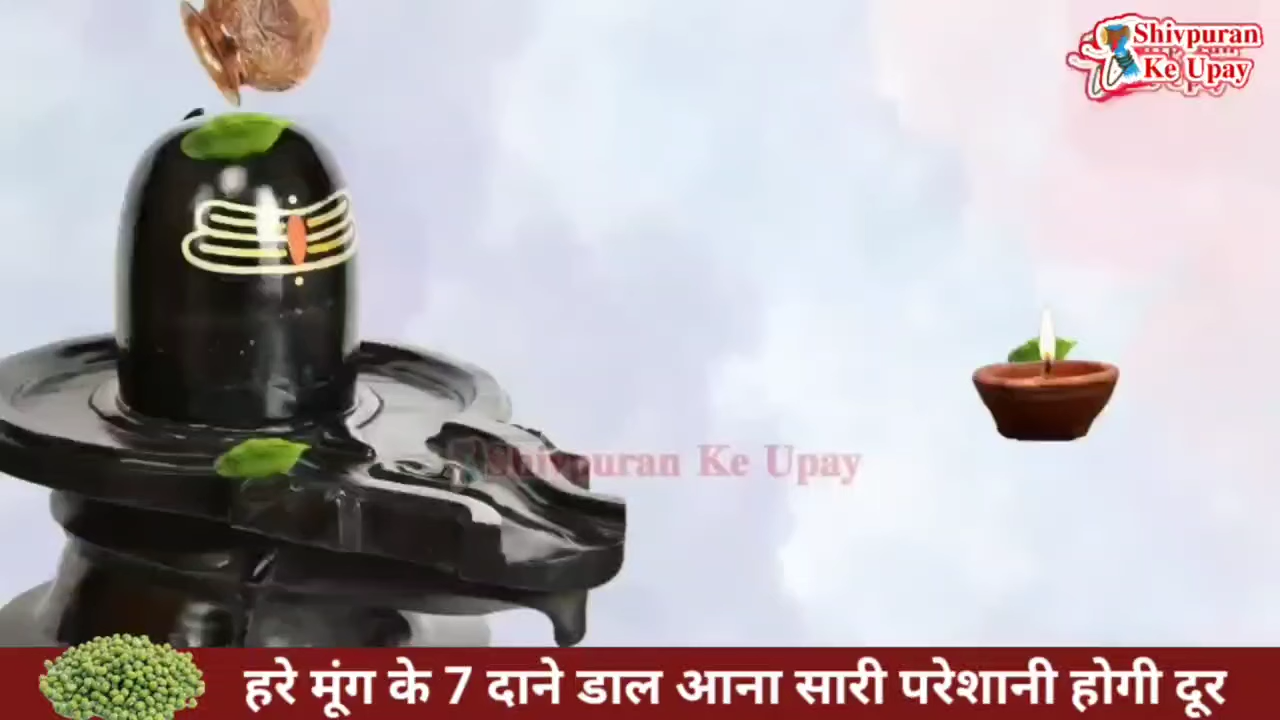 Shivpuran
Ke Upay
Shivpuran Ke Upay
हरे मूंग के 7 दाने डाल आना सारी परेशानी होगी दूर